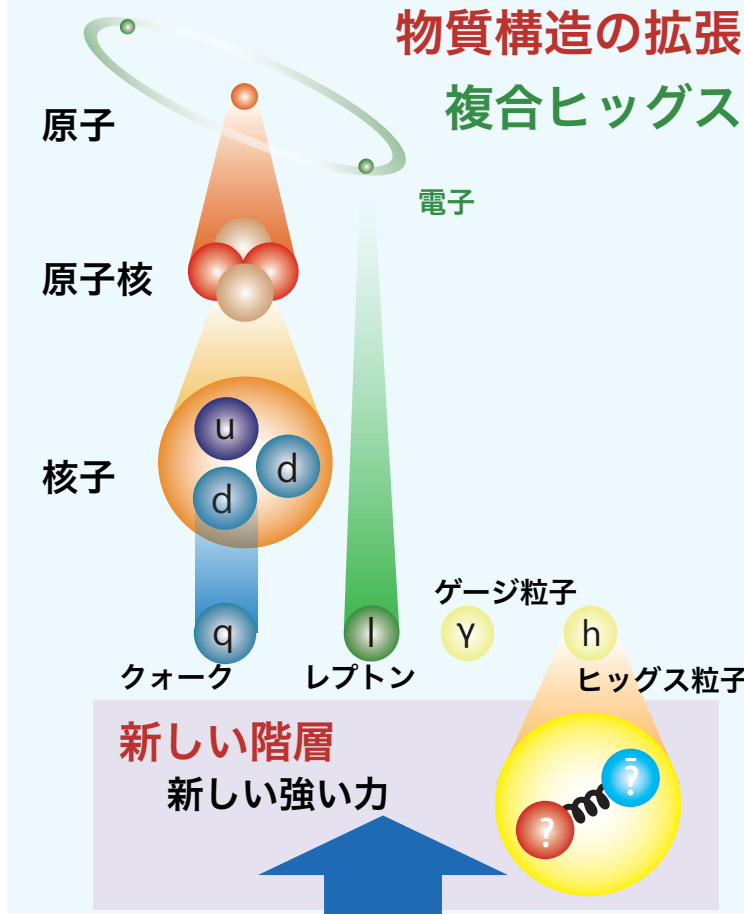 物質構造の拡張
複合ヒッグス
原子
電子
原子核
核子
u
d
d
ゲージ粒子
q
l
γ
h
クォーク
レプトン
ヒッグス粒子
新しい階層
新しい強い力
?̄
?